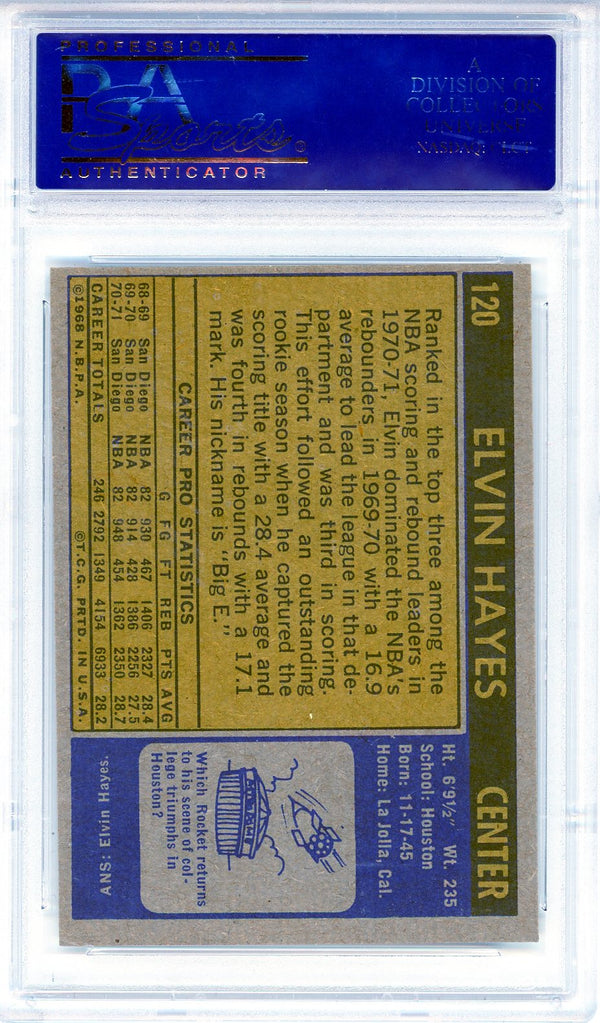 PROFESSIONAL
PSA
Sports®
AUTHENTICATOR
A
DIVISION OF
COLLECTORS
UNIVERSE
NASDAQ: CLCT
120 ELVIN HAYES CENTER
Ranked in the top three among the
NBA scoring and rebound leaders in
1970-71, Elvin dominated the NBA's
rebounders in 1969-70 with a 16.9
average to lead the league in that de-
partment and was third in scoring.
This effort followed an outstanding
rookie season when he captured the
scoring title with a 28.4 average and
was fourth in rebounds with a 17.1
mark. His nickname is "Big E."
CAREER PRO STATISTICS
G FG FT REB PTS AVG
68-69 San Diego NBA 82 930 467 1406 2327 28.4
69-70 San Diego NBA 82 914 428 1386 2256 27.5
70-71 San Diego NBA 82 948 454 1362 2350 28.7
CAREER TOTALS 246 2792 1349 4154 6933 28.2
©1968 N.B.P.A. ©T.C.G. PRTD. IN U.S.A.
Ht. 6'9½" Wt. 235
School: Houston
Born: 11-17-45
Home: La Jolla, Cal.
Which Rocket returns
to his scene of col-
lege triumphs in
Houston?
ANS: Elvin Hayes.